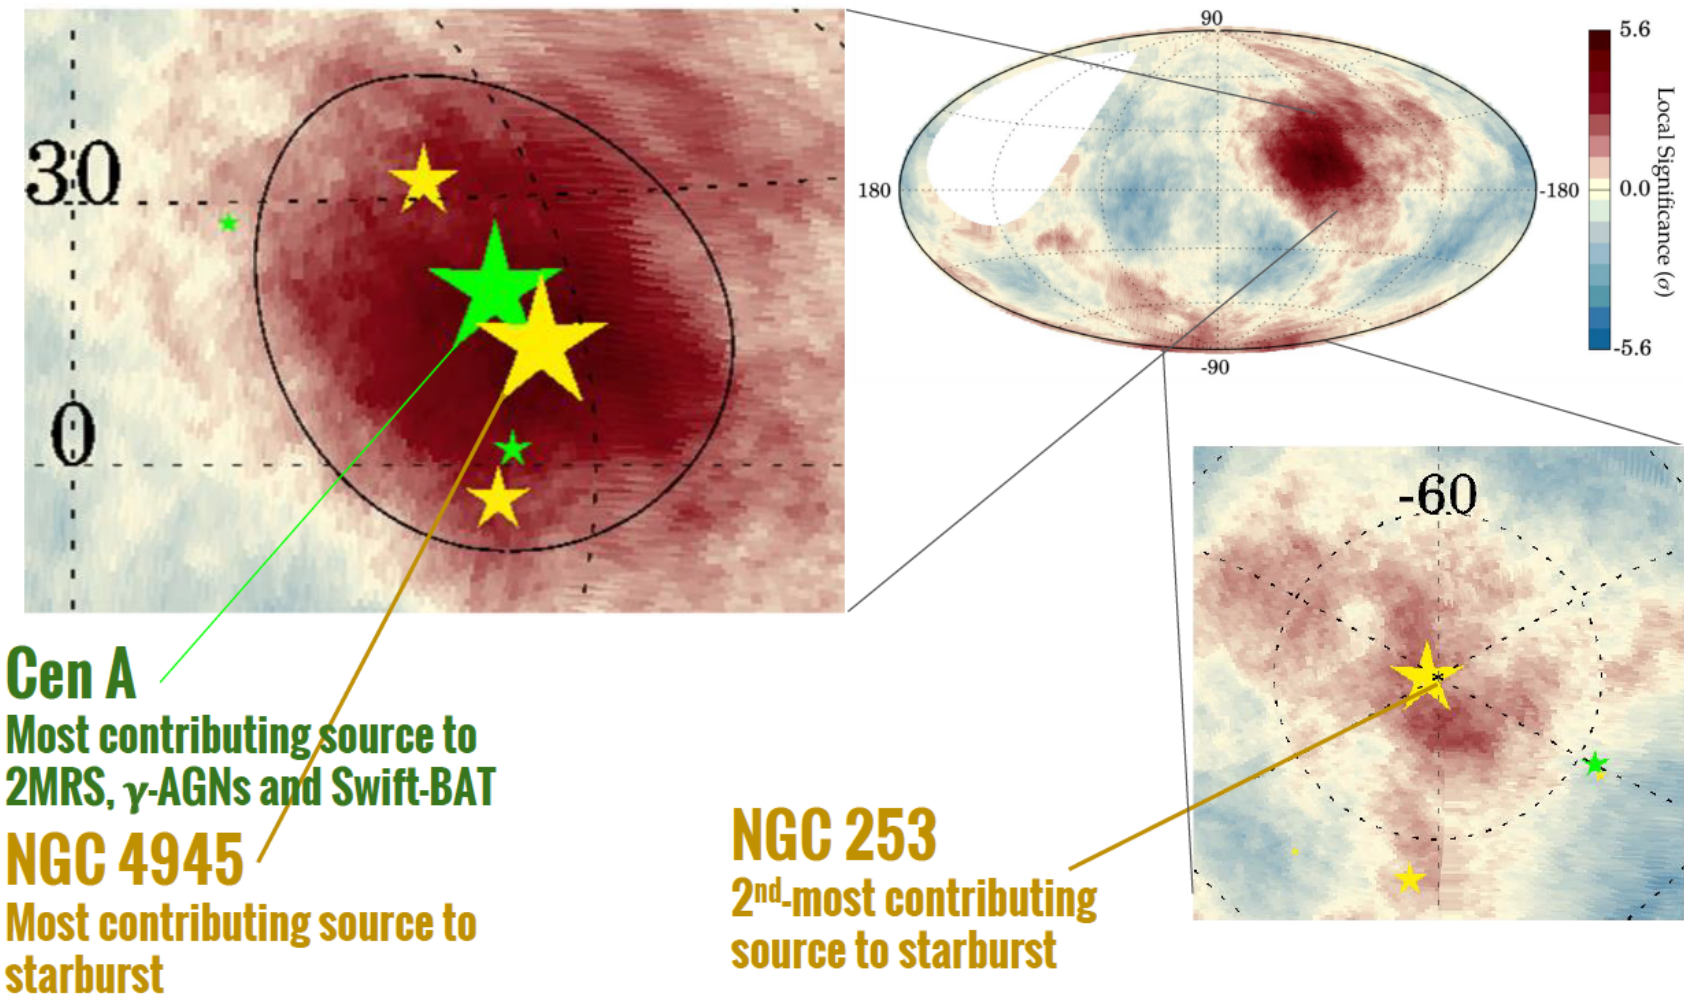 30
0
90
180
-180
-90
5.6
0.0
-5.6
Local Significance (σ)
-60
Cen A
Most contributing source to
2MRS, γ-AGNs and Swift-BAT
NGC 4945
Most contributing source to
starburst
NGC 253
2nd-most contributing
source to starburst